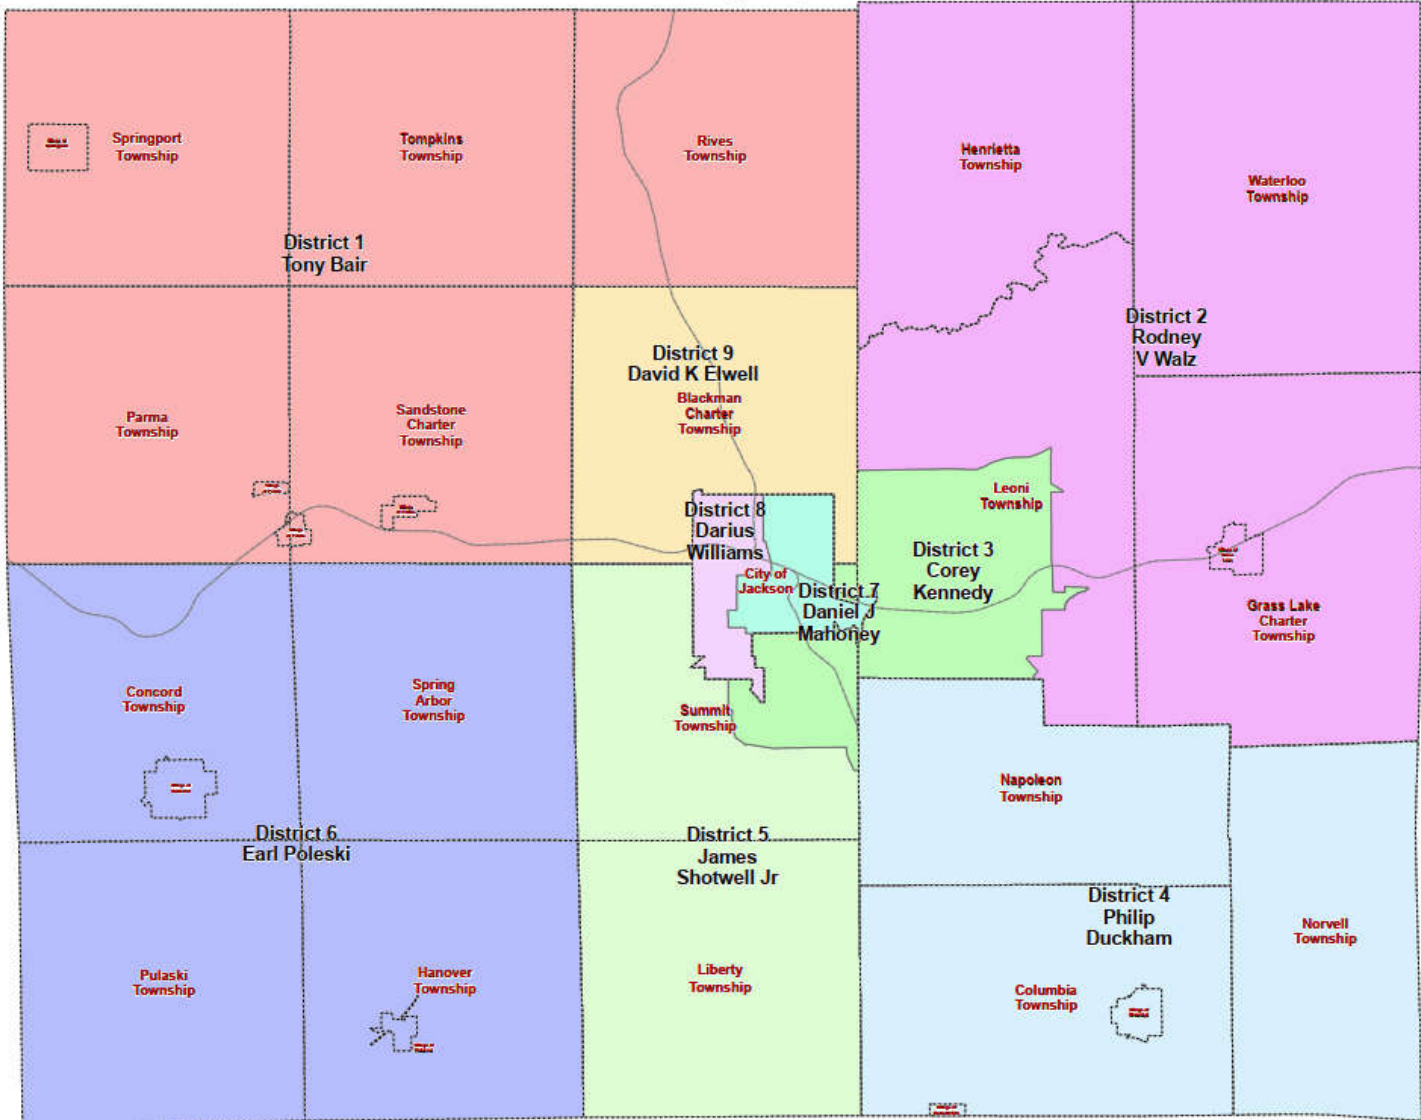 Springport
Township
Tompkins
Township
Rives
Township
Henrietta
Township
Waterloo
Township
District 1
Tony Bair
District 2
Rodney
V Walz
District 9
David K Elwell
Blackman
Charter
Township
Parma
Township
Sandstone
Charter
Township
Leoni
Township
District 8
Darius
Williams
District 3
Corey
Kennedy
City of
Jackson
District 7
Daniel J
Mahoney
Grass Lake
Charter
Township
Concord
Township
Spring
Arbor
Township
Summit
Township
Napoleon
Township
District 6
Earl Poleski
District 5
James
Shotwell Jr
District 4
Philip
Duckham
Norvell
Township
Pulaski
Township
Hanover
Township
Liberty
Township
Columbia
Township